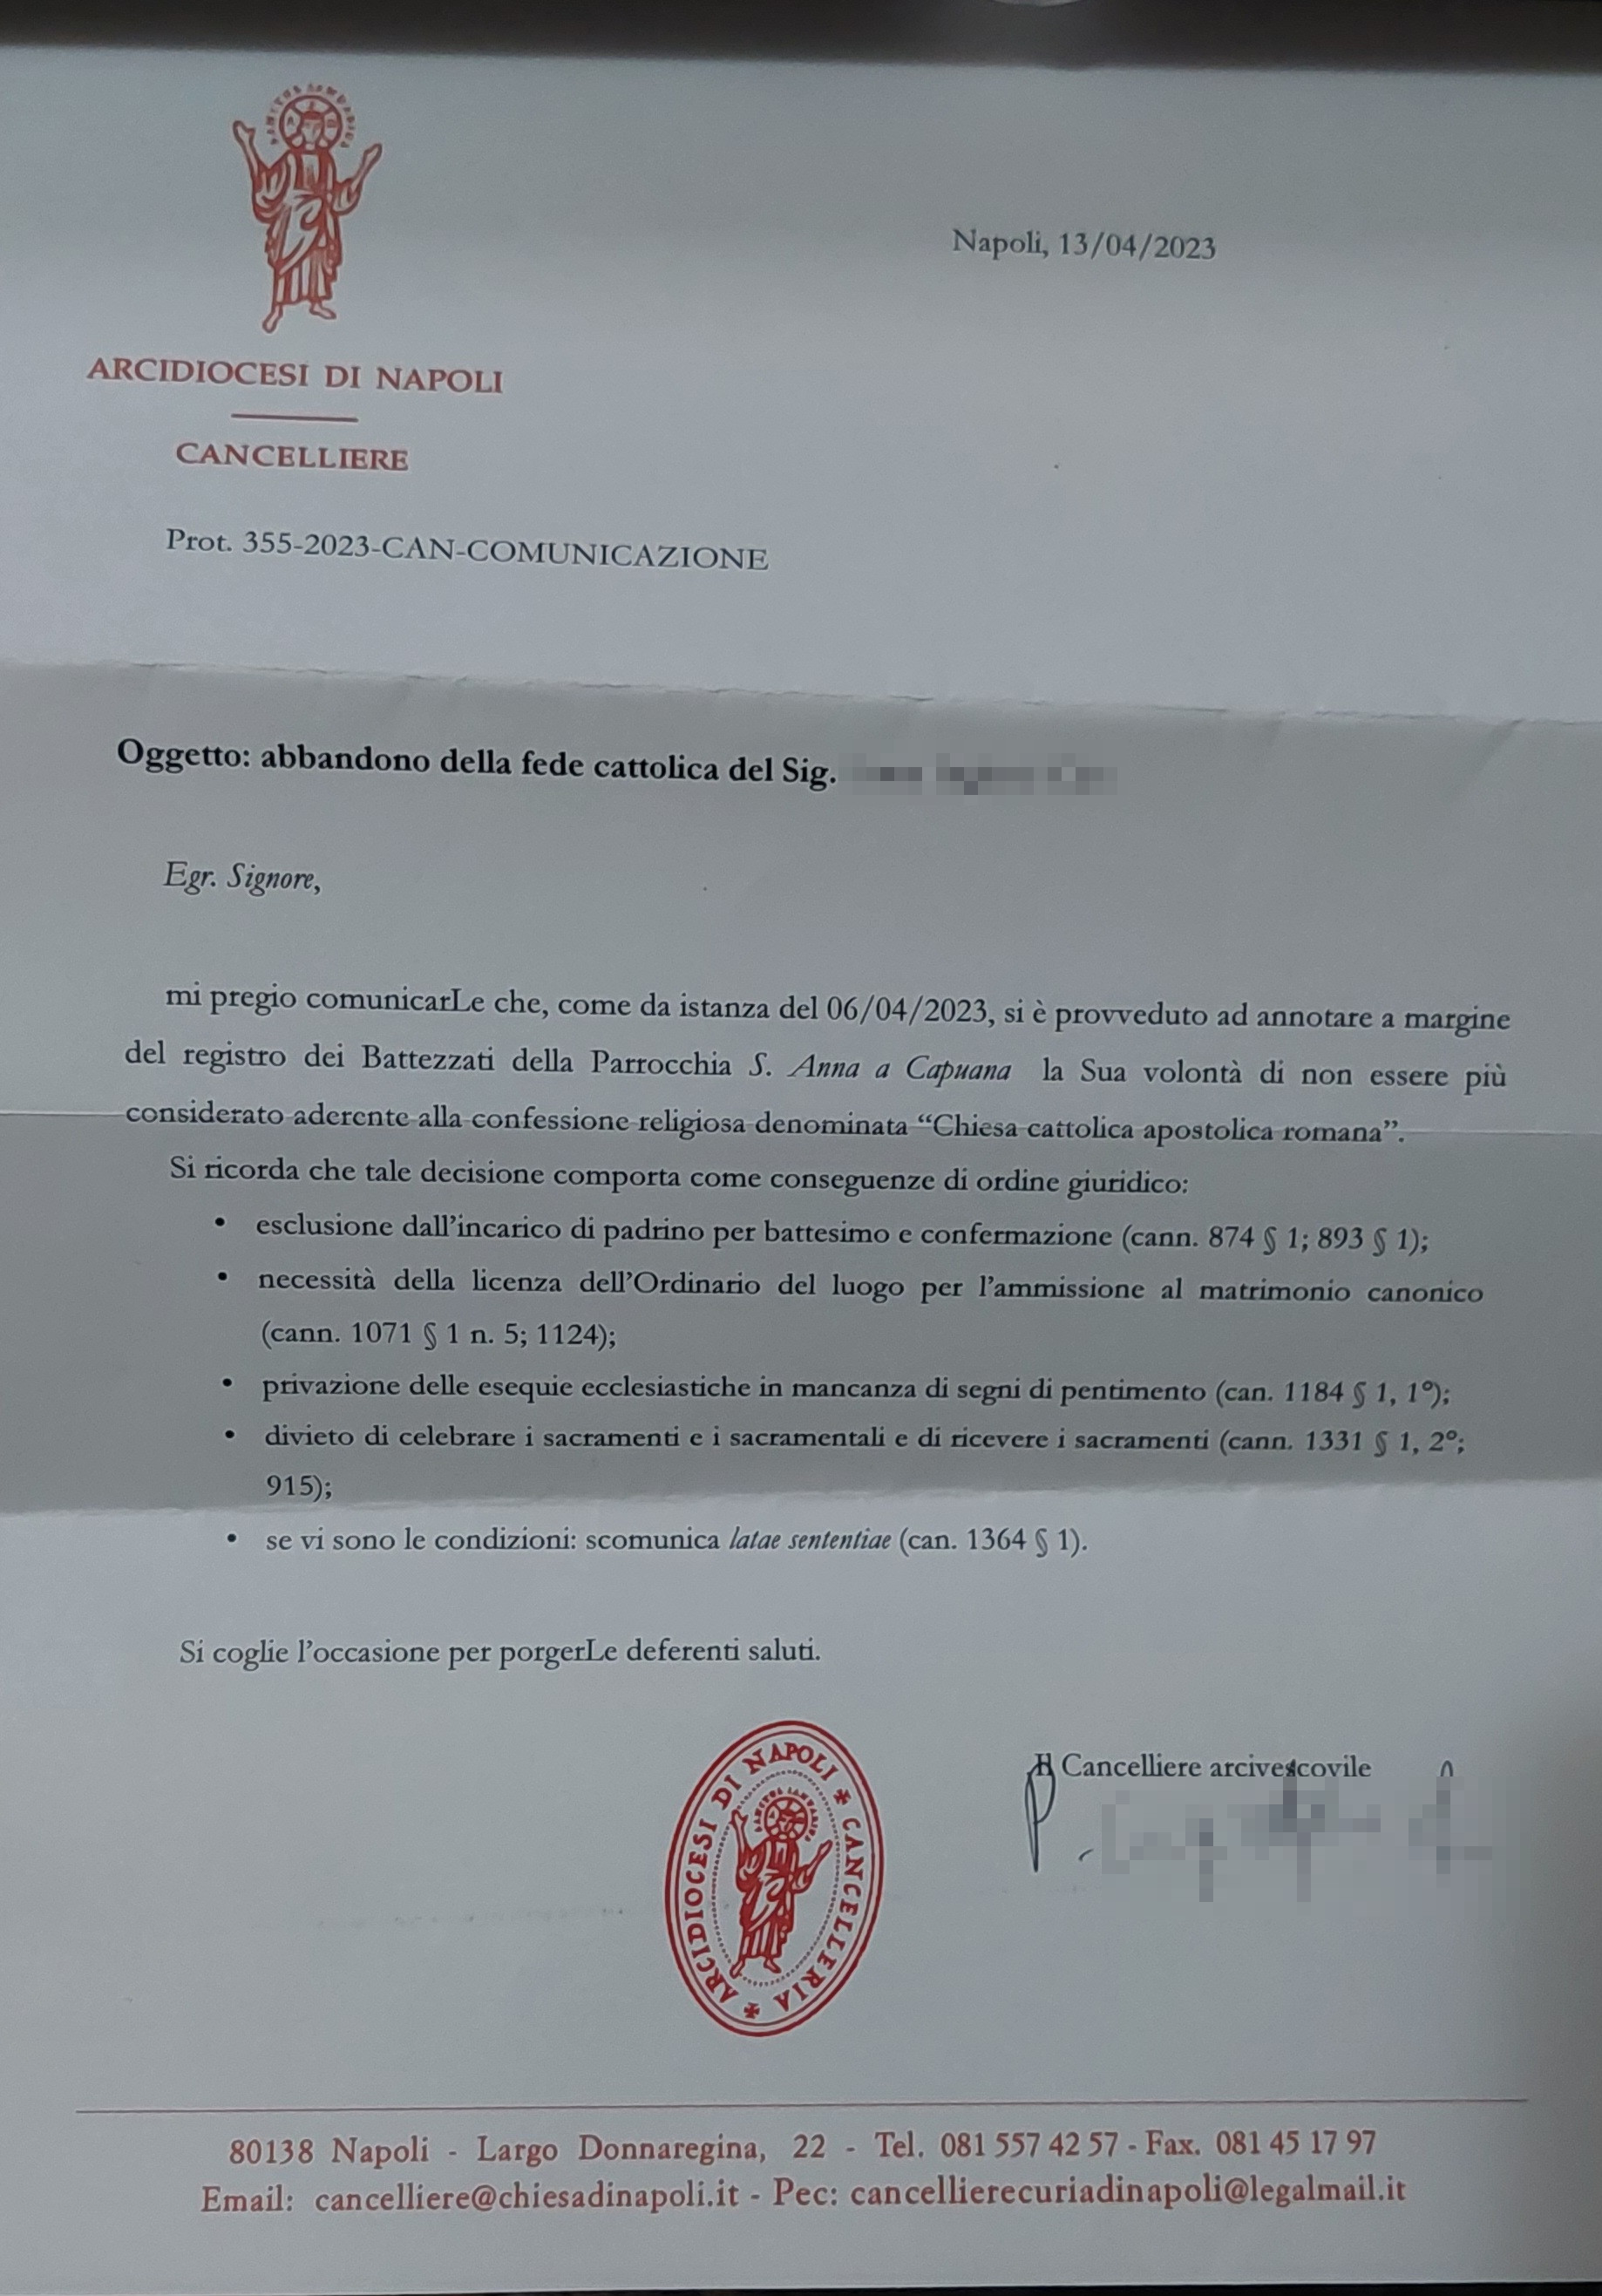 Napoli, 13/04/2023
ARCIDIOCESI DI NAPOLI
CANCELLIERE
Prot. 355-2023-CAN-COMUNICAZIONE
Oggetto: abbandono della fede cattolica del Sig.
Egr. Signore,
mi pregio comunicarLe che, come da istanza del 06/04/2023, si è provveduto ad annotare a margine
del registro dei Battezzati della Parrocchia S. Anna a Capuana la Sua volontà di non essere più
considerato aderente alla confessione religiosa denominata “Chiesa cattolica apostolica romana”.
Si ricorda che tale decisione comporta come conseguenze di ordine giuridico:
• esclusione dall’incarico di padrino per battesimo e confermazione (cann. 874 § 1; 893 § 1);
• necessità della licenza dell’Ordinario del luogo per l’ammissione al matrimonio canonico
(cann. 1071 § 1 n. 5; 1124);
• privazione delle esequie ecclesiastiche in mancanza di segni di pentimento (can. 1184 § 1, 1°);
• divieto di celebrare i sacramenti e i sacramentali e di ricevere i sacramenti (cann. 1331 § 1, 2°;
915);
• se vi sono le condizioni: scomunica latae sententiae (can. 1364 § 1).
Si coglie l’occasione per porgerLe deferenti saluti.
Il Cancelliere arcivescovile
P.
ARCIDIOCESI DI NAPOLI * CANCELLERIA *
80138 Napoli - Largo Donnaregina, 22 - Tel. 081 557 42 57 - Fax. 081 45 17 97
Email: cancelliere@chiesadinapoli.it - Pec: cancellierecuriadinapoli@legalmail.it